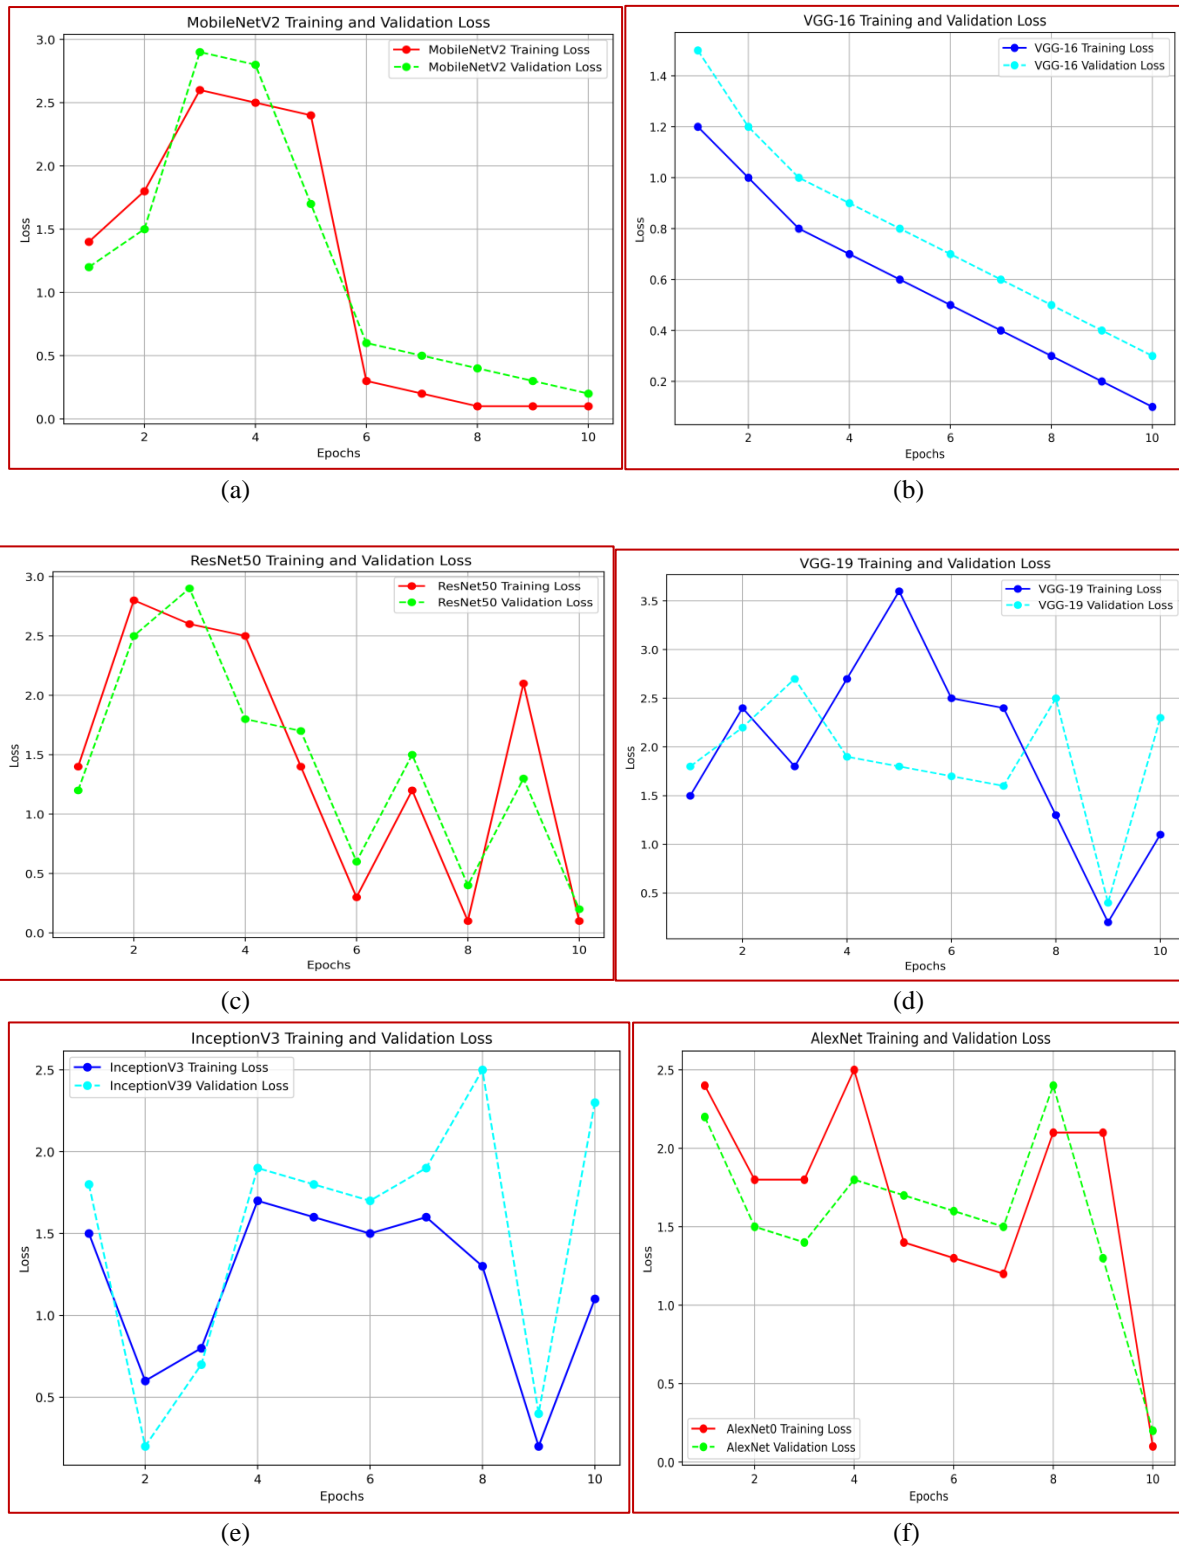 MobileNetV2 Training and Validation Loss
MobileNetV2 Training Loss
MobileNetV2 Validation Loss
3.0
2.5
2.0
1.5
1.0
0.5
0.0
Loss
2 4 6 8 10
Epochs
(a)
VGG-16 Training and Validation Loss
VGG-16 Training Loss
VGG-16 Validation Loss
1.4
1.2
1.0
0.8
0.6
0.4
0.2
Loss
2 4 6 8 10
Epochs
(b)
ResNet50 Training and Validation Loss
ResNet50 Training Loss
ResNet50 Validation Loss
3.0
2.5
2.0
1.5
1.0
0.5
0.0
Loss
2 4 6 8 10
Epochs
(c)
VGG-19 Training and Validation Loss
VGG-19 Training Loss
VGG-19 Validation Loss
3.5
3.0
2.5
2.0
1.5
1.0
0.5
Loss
2 4 6 8 10
Epochs
(d)
InceptionV3 Training and Validation Loss
InceptionV3 Training Loss
InceptionV39 Validation Loss
2.5
2.0
1.5
1.0
0.5
Loss
2 4 6 8 10
Epochs
(e)
AlexNet Training and Validation Loss
2.5
2.0
1.5
1.0
0.5
0.0
Loss
AlexNet0 Training Loss
AlexNet Validation Loss
2 4 6 8 10
Epochs
(f)